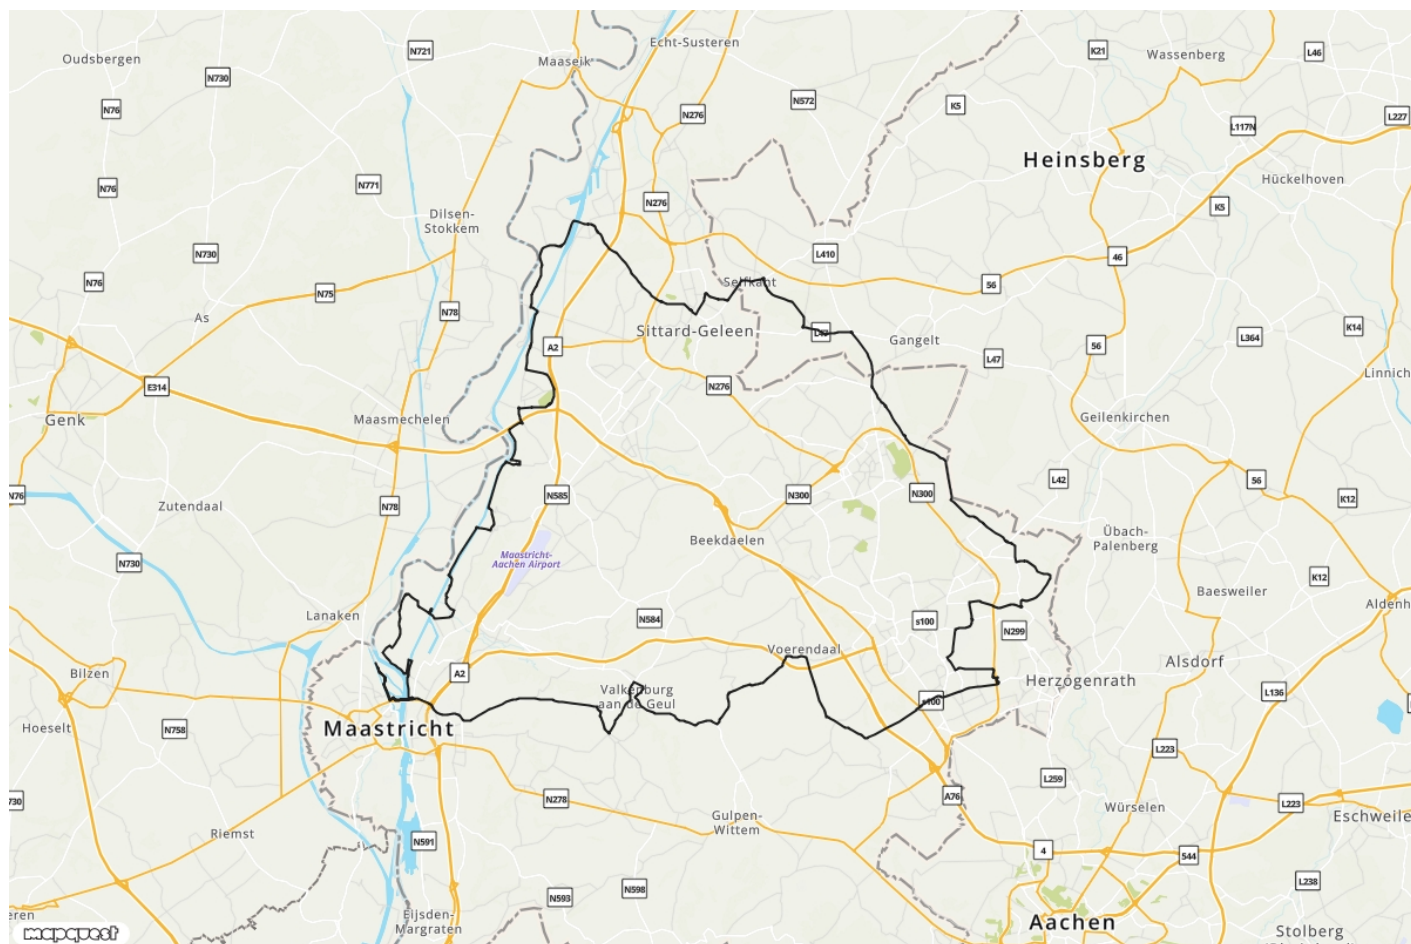 Oudsbergen
N721
Echt-Susteren
K21
Wassenberg
L46
Maaseik
N730
N76
N276
N572
K5
L117N
L227
Heinsberg
Hückelhoven
N76
N771
N276
K5
Dilsen-
Stokkem
N730
L410
46
N76
N75
Selfkant
56
As
N78
Sittard-Geleen
L42
Gangelt
56
L364
K14
A2
L47
Linnich
E314
N276
Genk
Maasmechelen
Geilenkirchen
N76
Zutendaal
N78
N585
N300
N300
L42
56
K12
N730
Maastricht-
Aachen Airport
Beekdaelen
Übach-
Palenberg
K12
Baesweiler
Aldenh
Lanaken
N584
s100
N299
Voerendaal
Alsdorf
Bilzen
A2
Valkenburg
aan de Geul
s100
Herzogenrath
L136
Hoeselt
N758
Maastricht
L223
L259
730
N278
A76
Würselen
L223
Gulpen-
Wittem
Eschweile
Riemst
N591
4
544
N593
N598
L238
eren
Eijsden-
Margraten
Aachen
Stolberg
mapquest